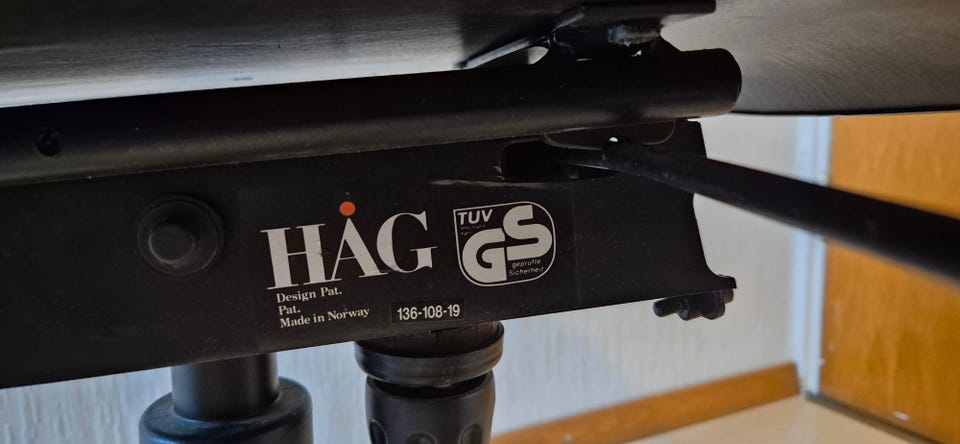 HÅG
Design Pat.
Pat.
Made in Norway
136-108-19
TUV
GS
geprüfte
Sicherheit